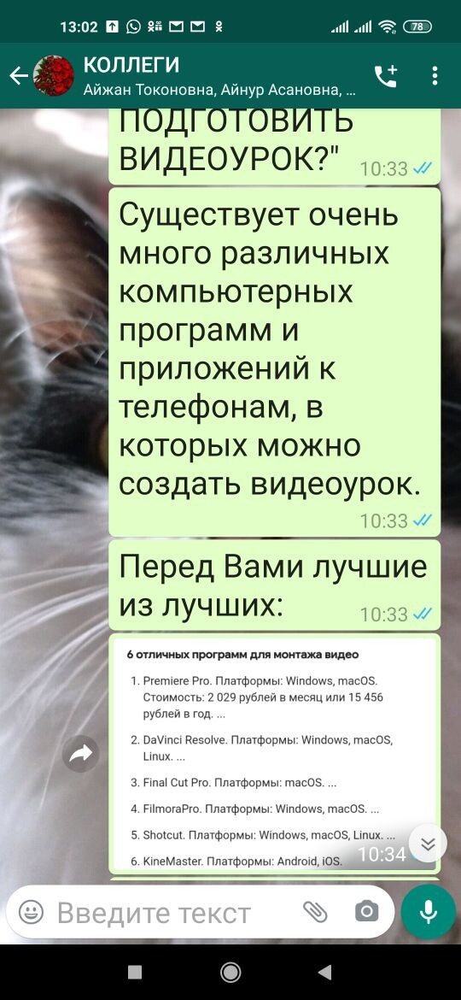 13:02
78
КОЛЛЕГИ
Айжан Токоновна, Айнур Асановна, ...
ПОДГОТОВИТЬ
ВИДЕОУРОК?"
10:33
Существует очень
много различных
компьютерных
программ и
приложений к
телефонам, в
которых можно
создать видеоурок.
10:33
Перед Вами лучшие
из лучших:
10:33
6 отличных программ для монтажа видео
1. Premiere Pro. Платформы: Windows, macOS.
Стоимость: 2 029 рублей в месяц или 15 456
рублей в год. ...
2. DaVinci Resolve. Платформы: Windows, macOS,
Linux. ...
3. Final Cut Pro. Платформы: macOS. ...
4. FilmoraPro. Платформы: Windows, macOS. ...
5. Shotcut. Платформы: Windows, macOS, Linux. ...
6. KineMaster. Платформы: Android, iOS.
10:34
Введите текст